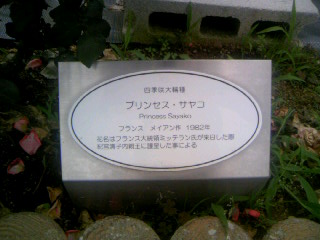 四季咲大輪種
プリンセス・サヤコ
Princess Sayako
フランス メイアン作 1982年
花名はフランス大統領ミッテラン氏が来日した際
紀宮清子内親王に謹呈した事による